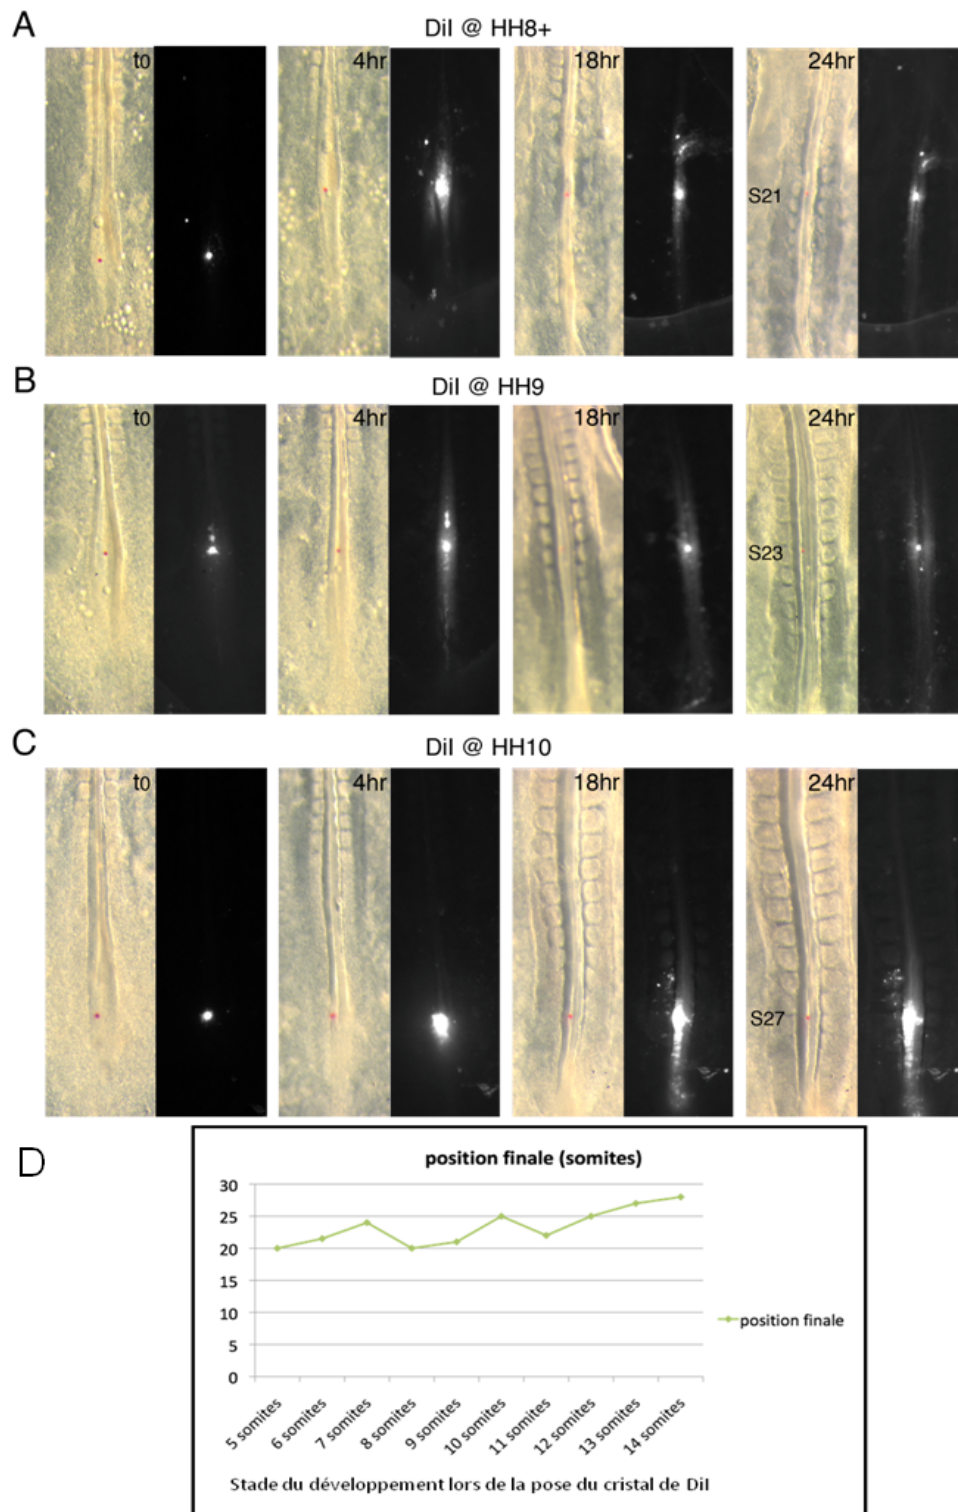 A
DiI @ HH8+
to 4hr 18hr 24hr
S21
B
DiI @ HH9
to 4hr 18hr 24hr
S23
C
DiI @ HH10
to 4hr 18hr 24hr
S27
D
position finale (somites)
30
25
20
15
10
5
0
position finale
5 somites
6 somites
7 somites
8 somites
9 somites
10 somites
11 somites
12 somites
13 somites
14 somites
Stade du développement lors de la pose du cristal de DiI